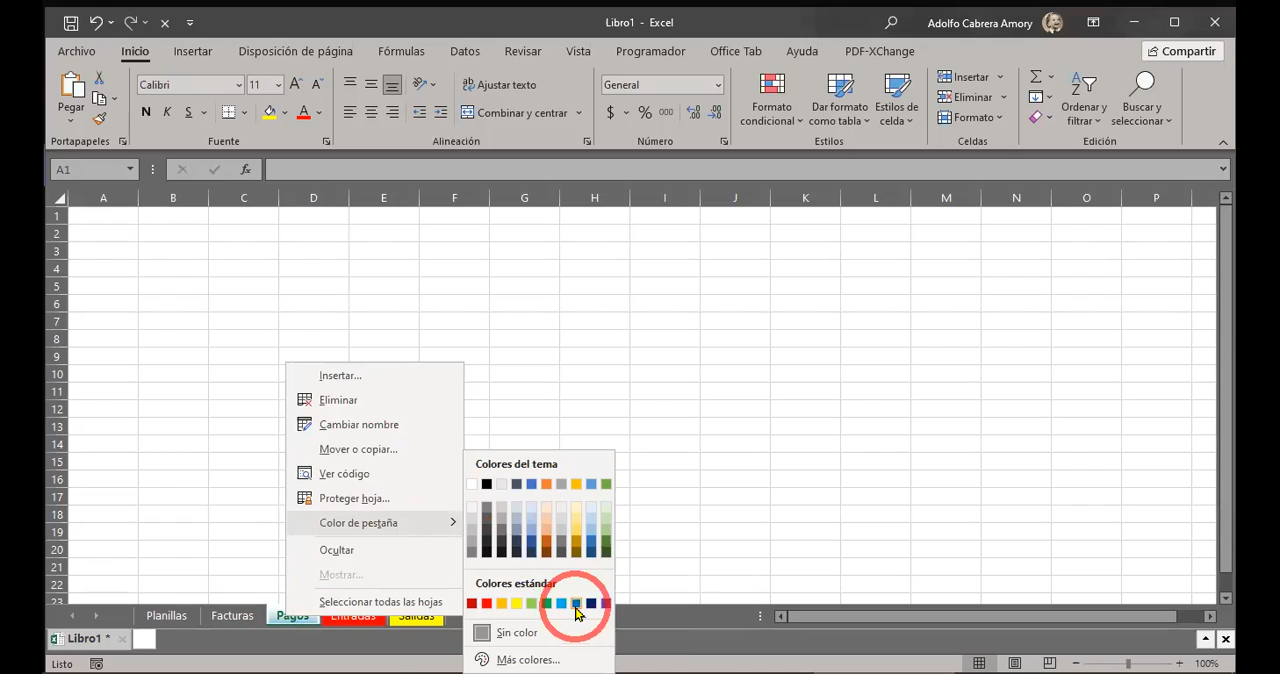 Libro1 - Excel
Adolfo Cabrera Amory
Archivo Inicio Insertar Disposición de página Fórmulas Datos Revisar Vista Programador Office Tab Ayuda PDF-XChange Compartir
Pegar
Calibri 11
N K S
Ajustar texto
Combinar y centrar
General
$ % 000
Formato condicional
Dar formato como tabla
Estilos de celda
Insertar
Eliminar
Formato
Ordenar y filtrar
Buscar y seleccionar
Portapapeles Fuente Alineación Número Estilos Celdas Edición
A1 fx
A B C D E F G H I J K L M N O P
1
2
3
4
5
6
7
8
9
10
11
12
13
14
15
16
17
18
19
20
21
22
23
Insertar...
Eliminar
Cambiar nombre
Mover o copiar...
Ver código
Proteger hoja...
Color de pestaña
Ocultar
Mostrar...
Seleccionar todas las hojas
Colores del tema
Colores estándar
Sin color
Más colores...
Planillas Facturas Pagos Entradas Salidas
Libro1 *
Listo
100%